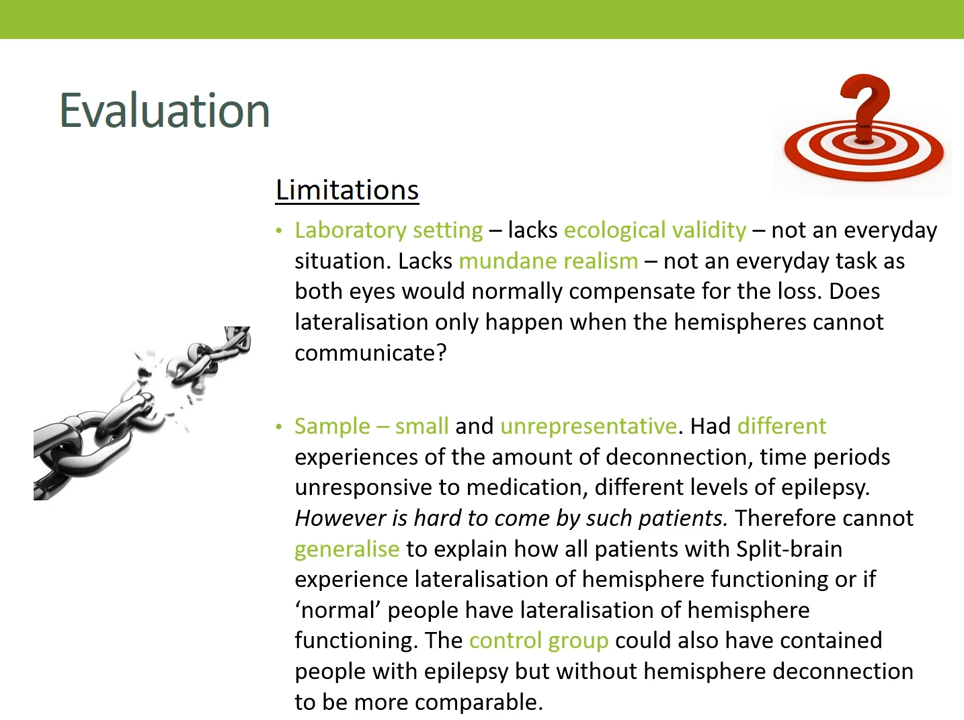 Evaluation
Limitations
• Laboratory setting – lacks ecological validity – not an everyday
situation. Lacks mundane realism – not an everyday task as
both eyes would normally compensate for the loss. Does
lateralisation only happen when the hemispheres cannot
communicate?
• Sample – small and unrepresentative. Had different
experiences of the amount of deconnection, time periods
unresponsive to medication, different levels of epilepsy.
However is hard to come by such patients. Therefore cannot
generalise to explain how all patients with Split-brain
experience lateralisation of hemisphere functioning or if
‘normal’ people have lateralisation of hemisphere
functioning. The control group could also have contained
people with epilepsy but without hemisphere deconnection
to be more comparable.